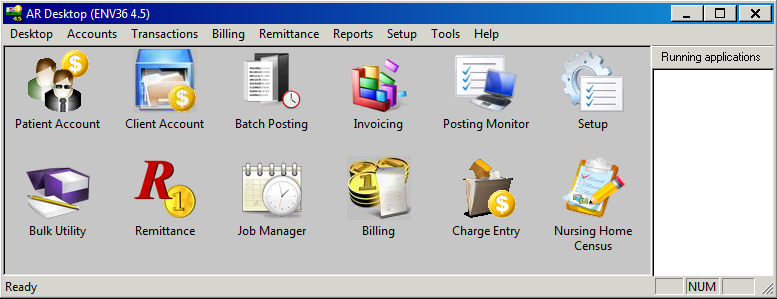 AR Desktop (ENV36 4.5)
Desktop Accounts Transactions Billing Remittance Reports Setup Tools Help
Running applications
Patient Account Client Account Batch Posting Invoicing Posting Monitor Setup
Bulk Utility Remittance Job Manager Billing Charge Entry Nursing Home
Census
Ready NUM